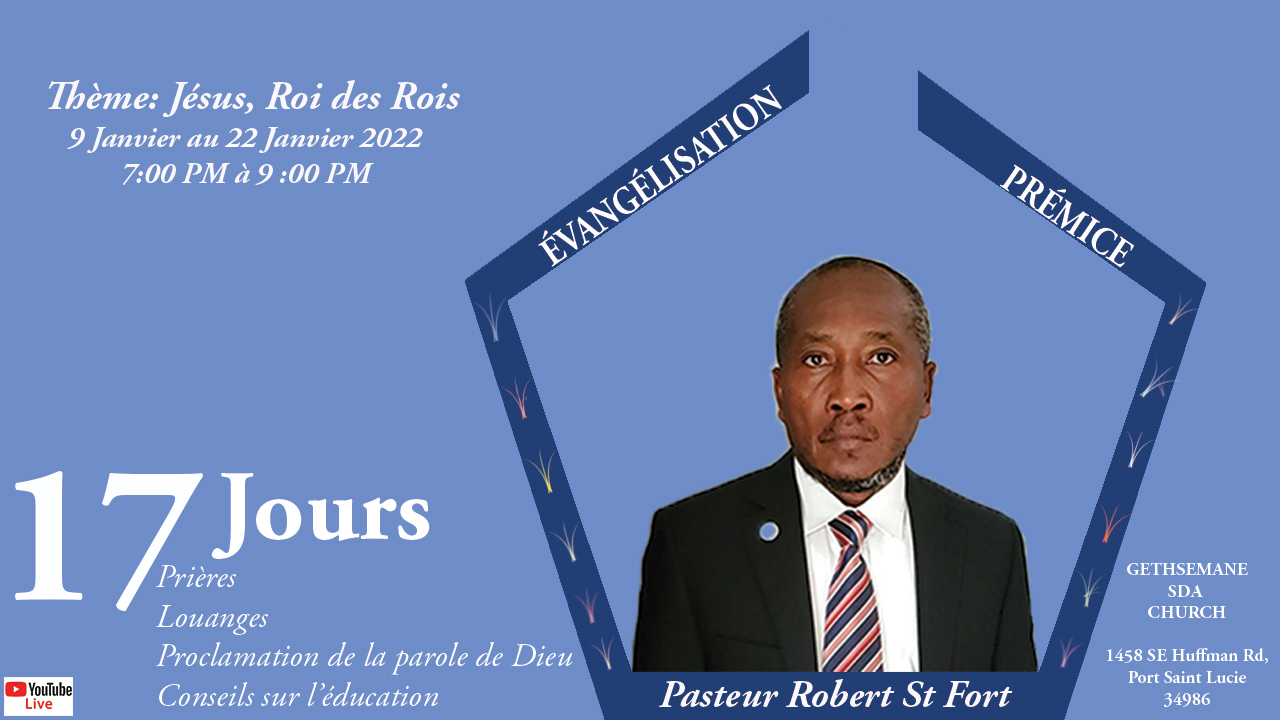 Thème: Jésus, Roi des Rois
9 Janvier au 22 Janvier 2022
7:00 PM à 9 :00 PM
ÉVANGÉLISATION
PRÉMICE
17 Jours
Prières
Louanges
Proclamation de la parole de Dieu
Conseils sur l'éducation
YouTube
Live
Pasteur Robert St Fort
GETHSEMANE
SDA
CHURCH
1458 SE Huffman Rd,
Port Saint Lucie
34986